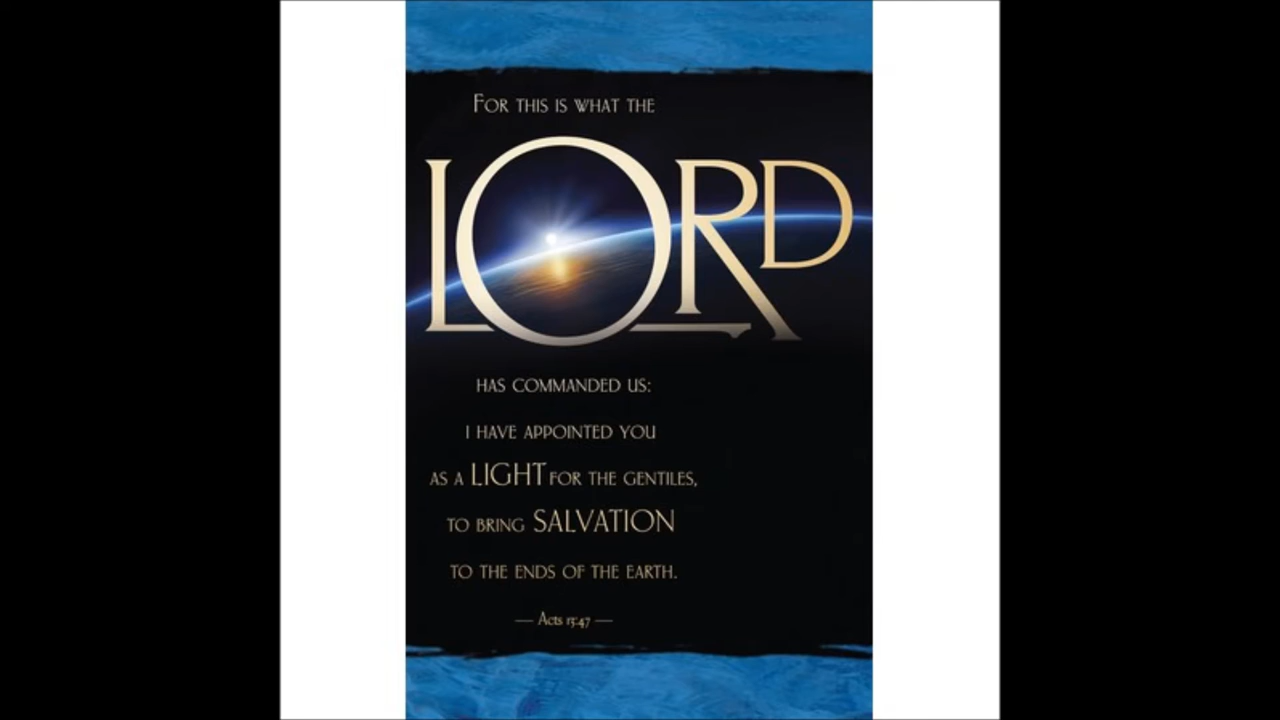 FOR THIS IS WHAT THE
LORD
HAS COMMANDED US:
I HAVE APPOINTED YOU
AS A LIGHT FOR THE GENTILES,
TO BRING SALVATION
TO THE ENDS OF THE EARTH.
— Acts 13:47 —